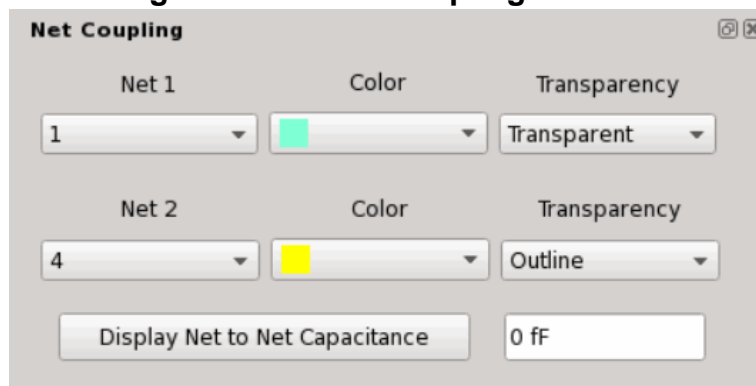 Net Coupling
Net 1 Color Transparency
1 Transparent
Net 2 Color Transparency
4 Outline
Display Net to Net Capacitance 0 fF